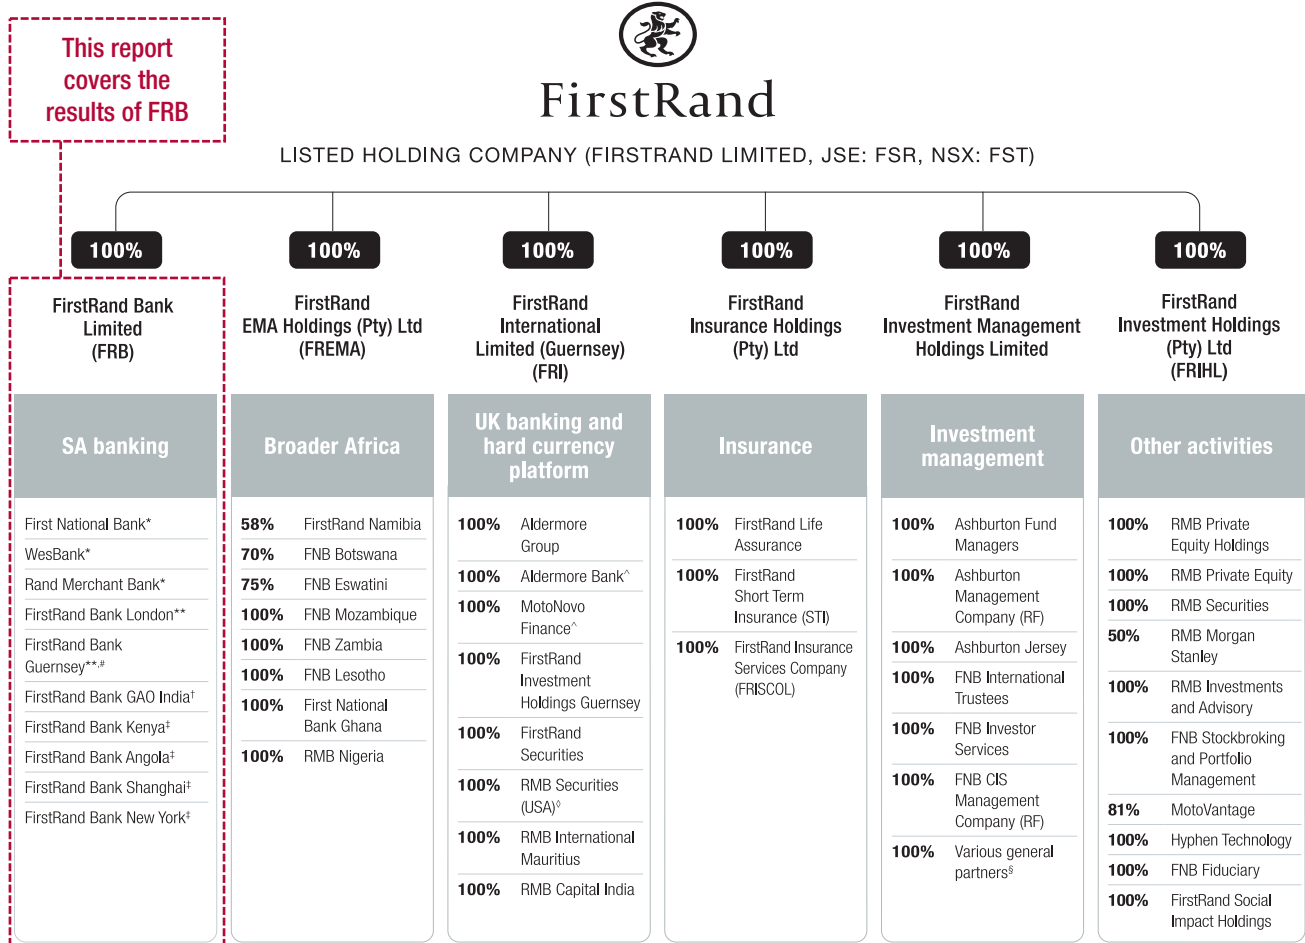 This report
covers the
results of FRB
FirstRand
LISTED HOLDING COMPANY (FIRSTRAND LIMITED, JSE: FSR, NSX: FST)
100%
100%
100%
100%
100%
100%
FirstRand Bank
Limited
(FRB)
SA banking
First National Bank*
WesBank*
Rand Merchant Bank*
FirstRand Bank London**
FirstRand Bank
Guernsey**,#
FirstRand Bank GAO India†
FirstRand Bank Kenya‡
FirstRand Bank Angola‡
FirstRand Bank Shanghai‡
FirstRand Bank New York‡
FirstRand
EMA Holdings (Pty) Ltd
(FREMA)
Broader Africa
58% FirstRand Namibia
70% FNB Botswana
75% FNB Eswatini
100% FNB Mozambique
100% FNB Zambia
100% FNB Lesotho
100% First National
Bank Ghana
100% RMB Nigeria
FirstRand
International
Limited (Guernsey)
(FRI)
UK banking and
hard currency
platform
100% Aldermore
Group
100% Aldermore Bank^
100% MotoNovo
Finance^
100% FirstRand
Investment
Holdings Guernsey
100% FirstRand
Securities
100% RMB Securities
(USA)◊
100% RMB International
Mauritius
100% RMB Capital India
FirstRand
Insurance Holdings
(Pty) Ltd
Insurance
100% FirstRand Life
Assurance
100% FirstRand
Short Term
Insurance (STI)
100% FirstRand Insurance
Services Company
(FRISCOL)
FirstRand
Investment Management
Holdings Limited
Investment
management
100% Ashburton Fund
Managers
100% Ashburton
Management
Company (RF)
100% Ashburton Jersey
100% FNB International
Trustees
100% FNB Investor
Services
100% FNB CIS
Management
Company (RF)
100% Various general
partners§
FirstRand
Investment Holdings
(Pty) Ltd
(FRIHL)
Other activities
100% RMB Private
Equity Holdings
100% RMB Private Equity
100% RMB Securities
50% RMB Morgan
Stanley
100% RMB Investments
and Advisory
100% FNB Stockbroking
and Portfolio
Management
81% MotoVantage
100% Hyphen Technology
100% FNB Fiduciary
100% FirstRand Social
Impact Holdings